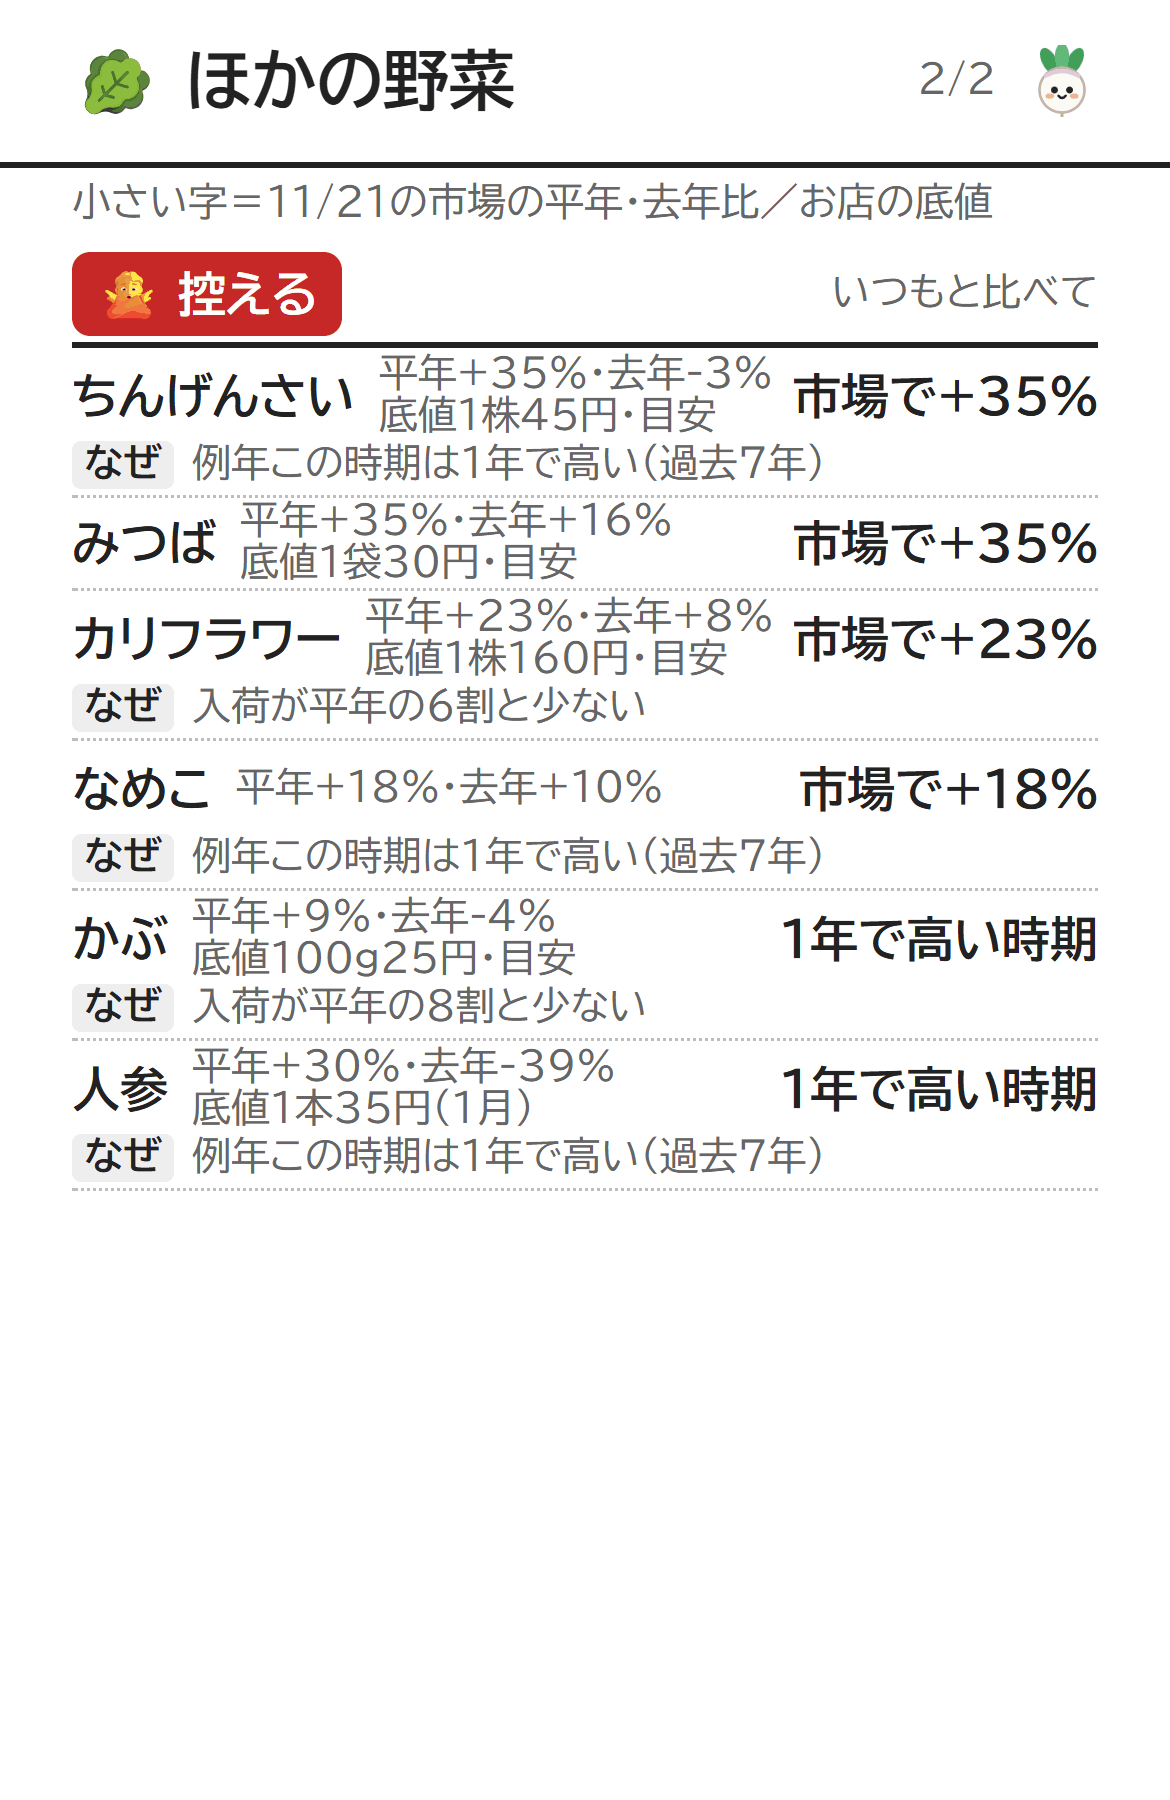 ほかの野菜
2/2
小さい字＝11/21の市場の平年・去年比／お店の底値
控える
いつもと比べて
ちんげんさい 平年+35%・去年-3% 市場で+35%
底値1株45円・目安
なぜ 例年この時期は1年で高い(過去7年)
みつば 平年+35%・去年+16% 市場で+35%
底値1袋30円・目安
カリフラワー 平年+23%・去年+8% 市場で+23%
底値1株160円・目安
なぜ 入荷が平年の6割と少ない
なめこ 平年+18%・去年+10% 市場で+18%
なぜ 例年この時期は1年で高い(過去7年)
かぶ 平年+9%・去年-4% 1年で高い時期
底値100g25円・目安
なぜ 入荷が平年の8割と少ない
人参 平年+30%・去年-39% 1年で高い時期
底値1本35円(1月)
なぜ 例年この時期は1年で高い(過去7年)